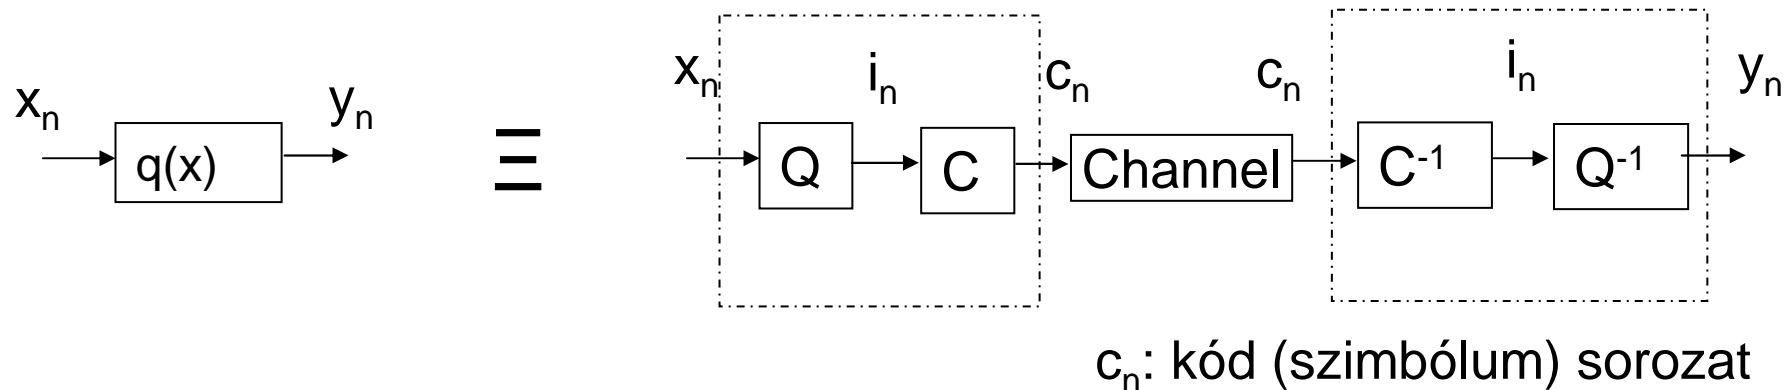 xₙ yₙ
q(x)
Ξ
xₙ iₙ cₙ cₙ iₙ yₙ
Q C Channel C⁻¹ Q⁻¹
cₙ: kód (szimbólum) sorozat